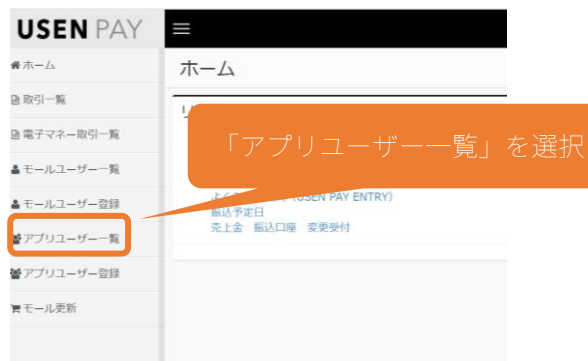 USEN PAY
ホーム
取引一覧
電子マネー取引一覧
モールユーザー一覧
モールユーザー登録
アプリユーザー一覧
アプリユーザー登録
モール更新
ホーム
「アプリユーザー一覧」を選択
(USEN PAY ENTRY)
振込予定日
売上金 振込口座 変更受付